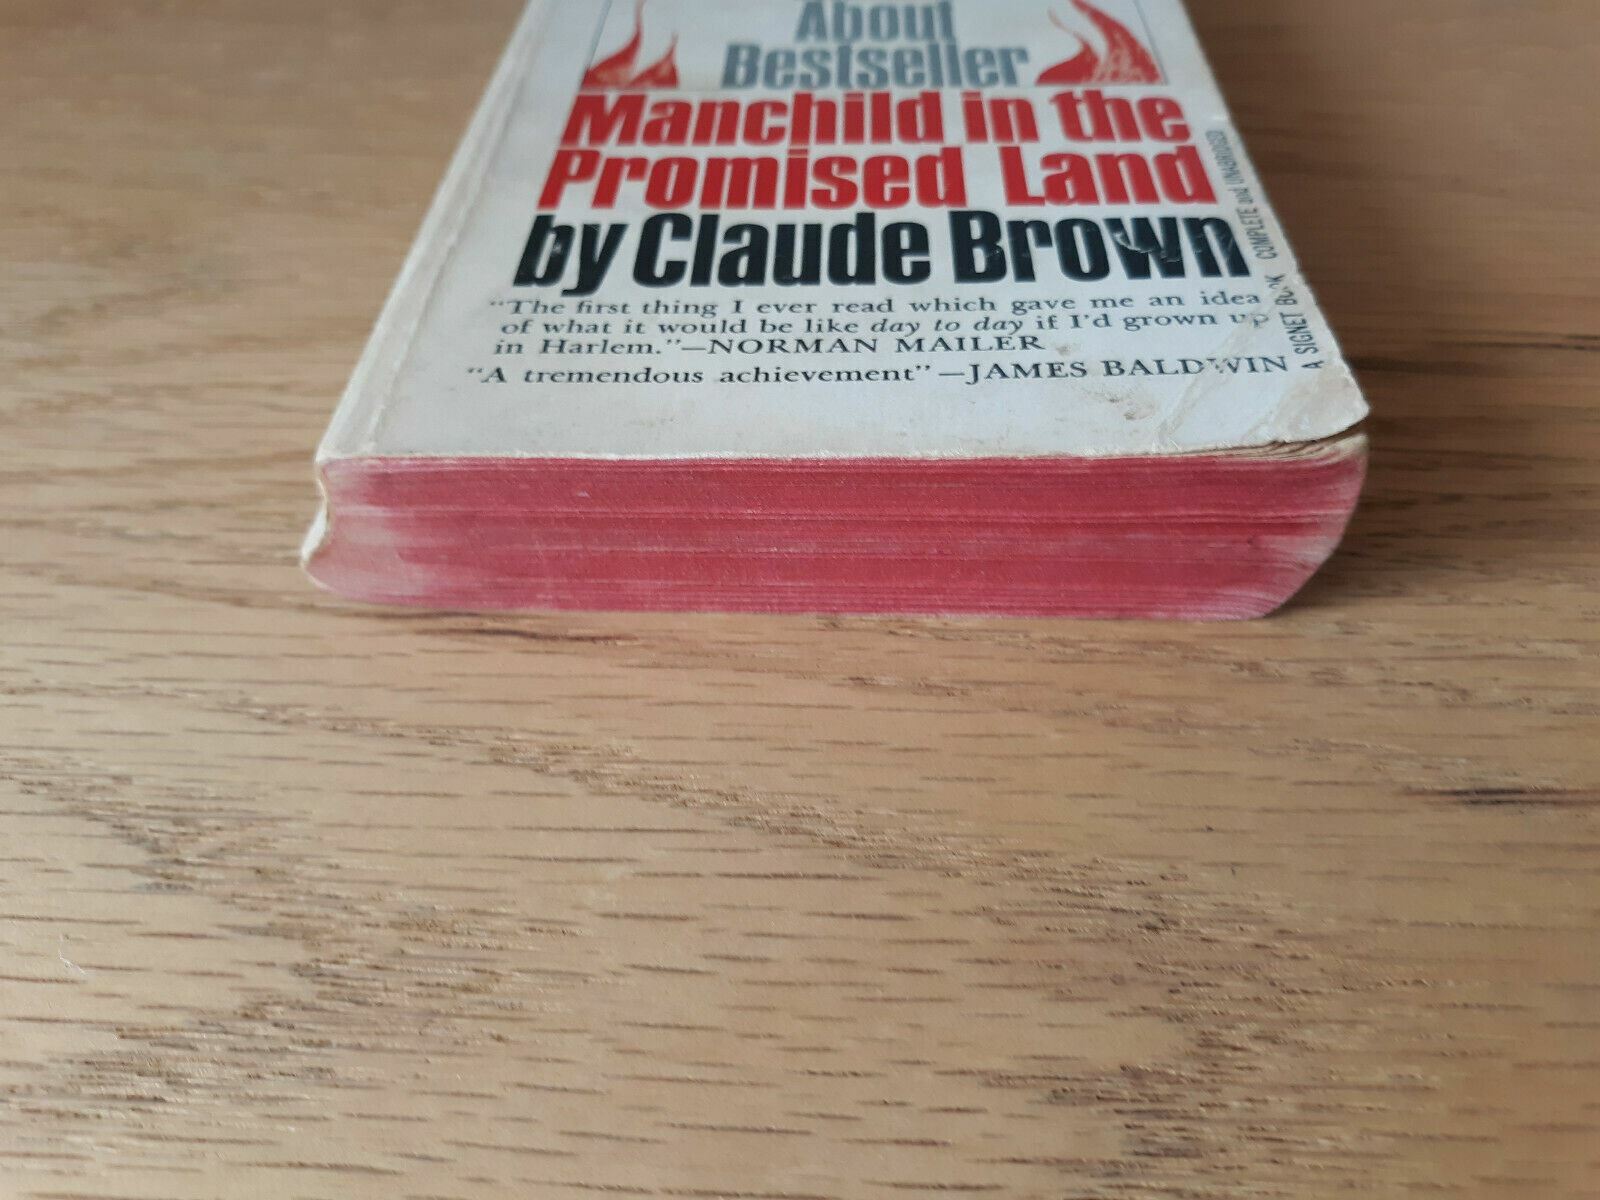 About
Bestseller
Manchild in the
Promised Land
by Claude Brown
"The first thing I ever read which gave me an idea
of what it would be like day to day if I'd grown up
in Harlem."—NORMAN MAILER
"A tremendous achievement"—JAMES BALDWIN
A SIGNET BOOK COMPLETE and UNABRIDGED